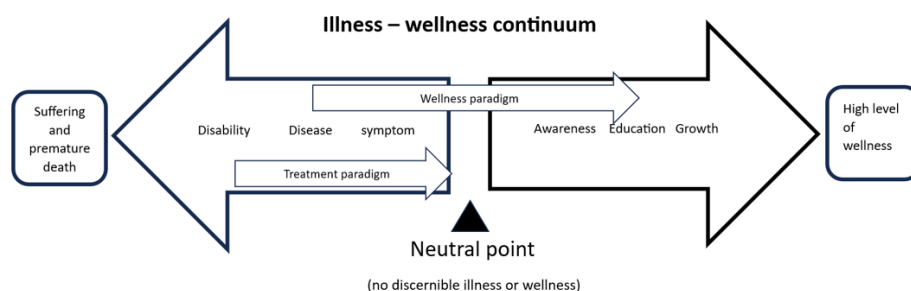 Illness – wellness continuum
Suffering
and
premature
death
Wellness paradigm
Disability Disease symptom
Awareness Education Growth
High level
of
wellness
Treatment paradigm
Neutral point
(no discernible illness or wellness)